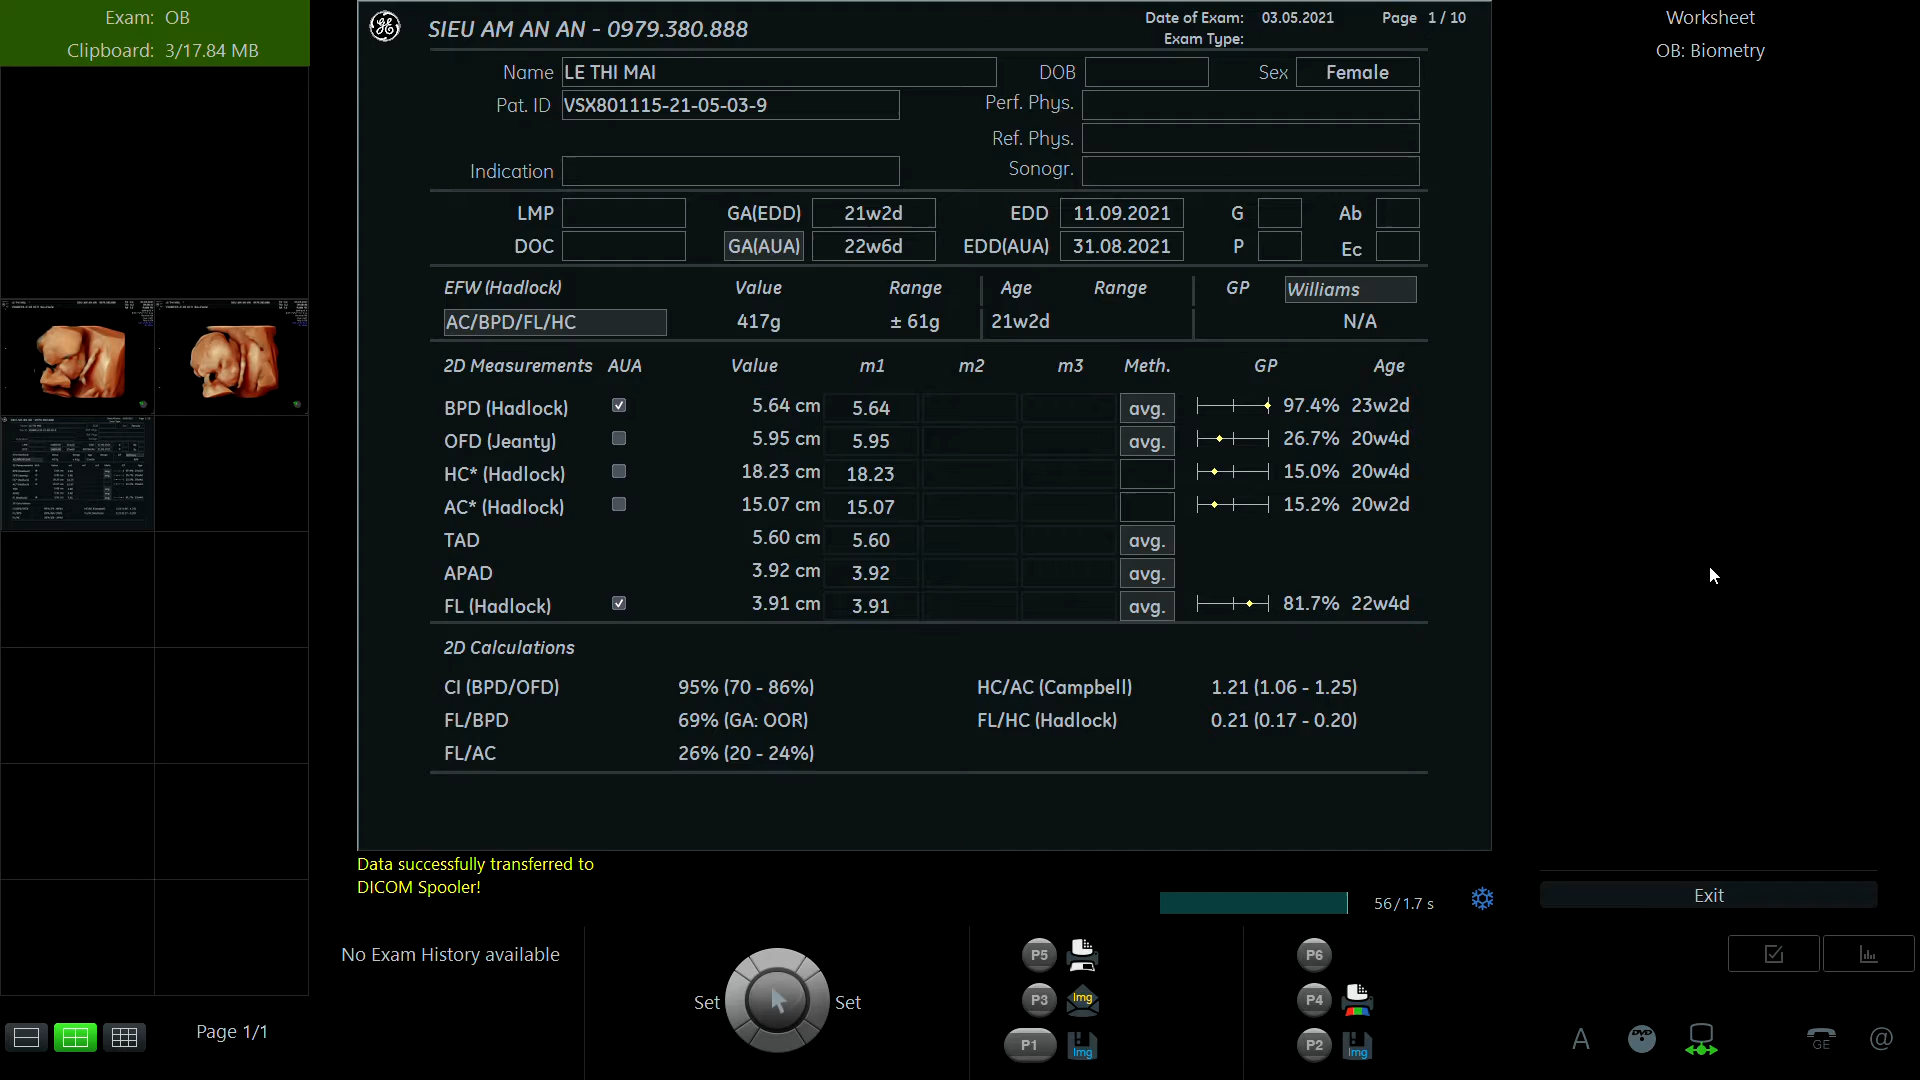 Exam: OB
Clipboard: 3/17.84 MB
SIEU AM AN AN - 0979.380.888
Date of Exam: 03.05.2021 Page 1 / 10
Exam Type:
Name LE THI MAI DOB Sex Female
Pat. ID VSX801115-21-05-03-9 Perf. Phys.
Ref. Phys.
Indication Sonogr.
LMP GA(EDD) 21w2d EDD 11.09.2021 G Ab
DOC GA(AUA) 22w6d EDD(AUA) 31.08.2021 P Ec
EFW (Hadlock) Value Range Age Range GP Williams
AC/BPD/FL/HC 417g ± 61g 21w2d N/A
2D Measurements AUA Value m1 m2 m3 Meth. GP Age
BPD (Hadlock) 5.64 cm 5.64 avg. 97.4% 23w2d
OFD (Jeanty) 5.95 cm 5.95 avg. 26.7% 20w4d
HC* (Hadlock) 18.23 cm 18.23 15.0% 20w4d
AC* (Hadlock) 15.07 cm 15.07 15.2% 20w2d
TAD 5.60 cm 5.60 avg.
APAD 3.92 cm 3.92 avg.
FL (Hadlock) 3.91 cm 3.91 avg. 81.7% 22w4d
2D Calculations
CI (BPD/OFD) 95% (70 - 86%) HC/AC (Campbell) 1.21 (1.06 - 1.25)
FL/BPD 69% (GA: OOR) FL/HC (Hadlock) 0.21 (0.17 - 0.20)
FL/AC 26% (20 - 24%)
Worksheet
OB: Biometry
Data successfully transferred to
DICOM Spooler!
56/1.7 s
Exit
No Exam History available
Set Set
P5 P6
P3 Img P4
P1 Img P2 Img
Page 1/1
A DVD GE @